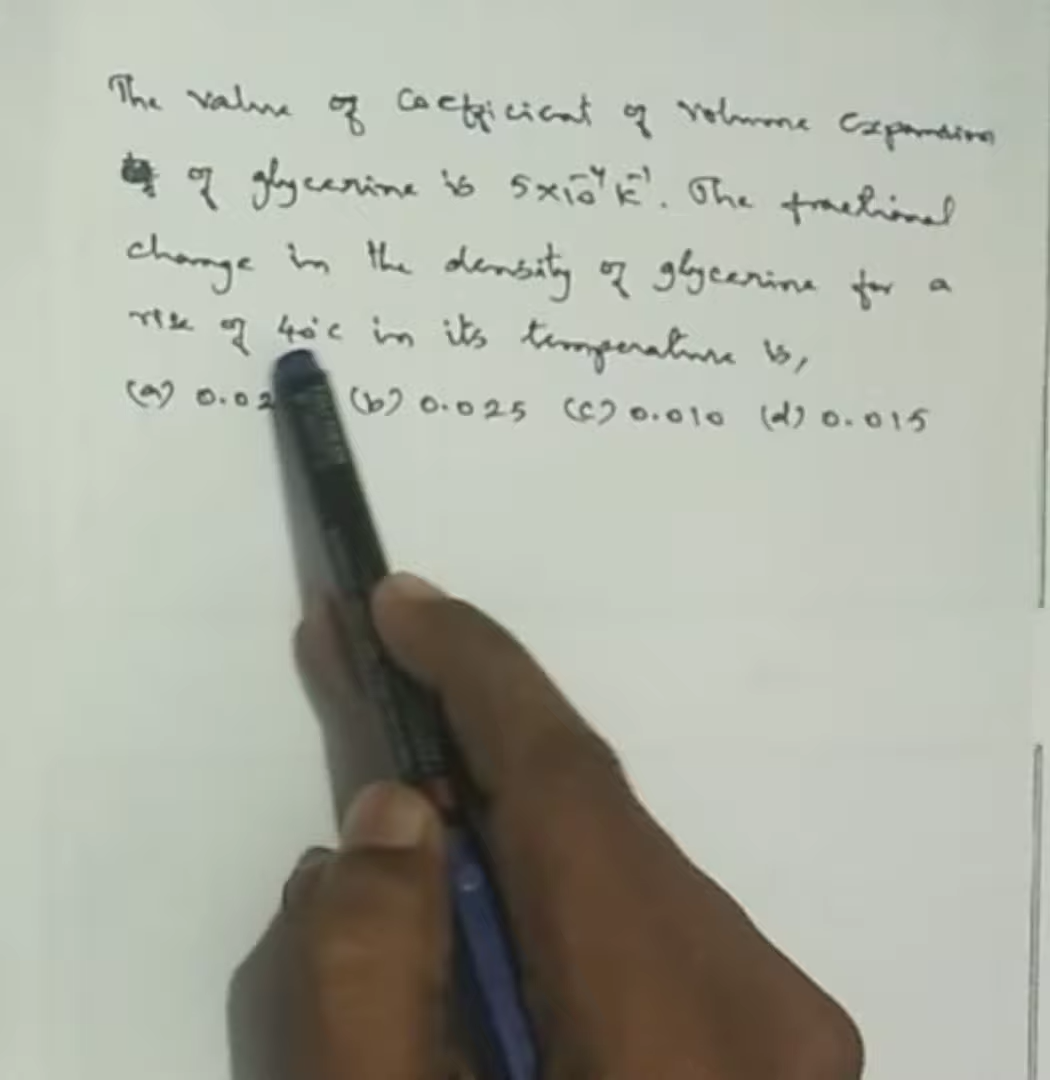 The value of Coefficient of volume Expansion
of glycerine is 5×10⁻⁴ K⁻¹. The fractional
change in the density of glycerine for a
rise of 40°C in its temperature is,
(a) 0.02 (b) 0.025 (c) 0.010 (d) 0.015